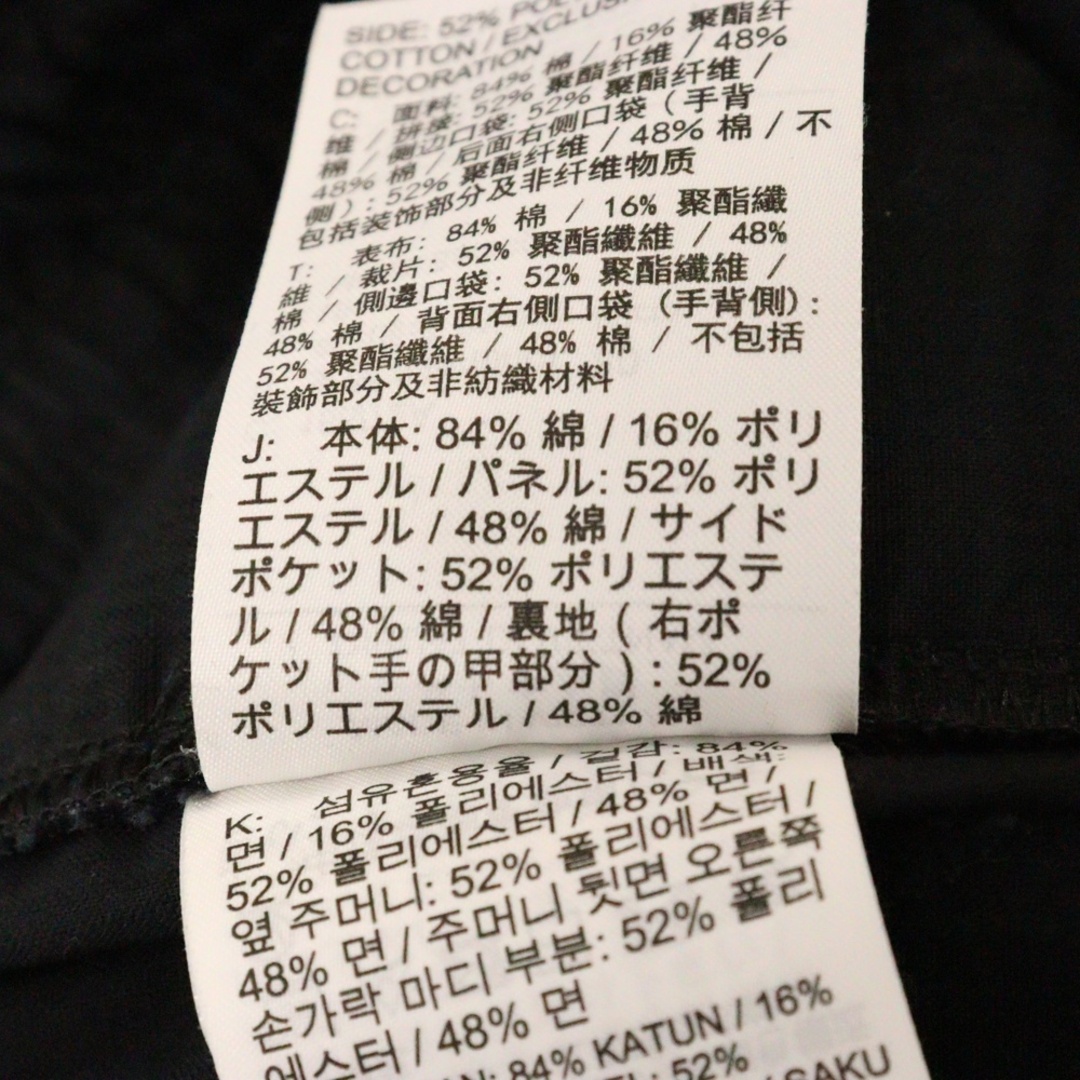 SIDE: 52%
COTTON / EXCLUS
DECORATION
C: 面料: 84% 棉 / 16% 聚酯纤
维 / 拼接: 52% 聚酯纤维 / 48%
棉 / 侧边口袋: 52% 聚酯纤维 /
48% 棉 / 后面右侧口袋 ( 手背
侧 ) : 52% 聚酯纤维 / 48% 棉 / 不
包括装饰部分及非纤维物质
T: 表布: 84% 棉 / 16% 聚酯纖
維 / 裁片: 52% 聚酯纖維 / 48%
棉 / 側邊口袋: 52% 聚酯纖維 /
48% 棉 / 背面右側口袋 (手背側):
52% 聚酯纖維 / 48% 棉 / 不包括
裝飾部分及非紡織材料
J: 本体: 84% 綿 / 16% ポリ
エステル / パネル: 52% ポリ
エステル / 48% 綿 / サイド
ポケット: 52% ポリエステ
ル / 48% 綿 / 裏地 ( 右ポ
ケット手の甲部分 ) : 52%
ポリエステル / 48% 綿
K: 섬유혼용율 / 겉감: 84%
면 / 16% 폴리에스터 / 배색:
52% 폴리에스터 / 48% 면 /
옆 주머니: 52% 폴리에스터 /
48% 면 / 주머니 뒷면 오른쪽
손가락 마디 부분: 52% 폴리
에스터 / 48% 면
84% KATUN / 16%
52%
SAKU